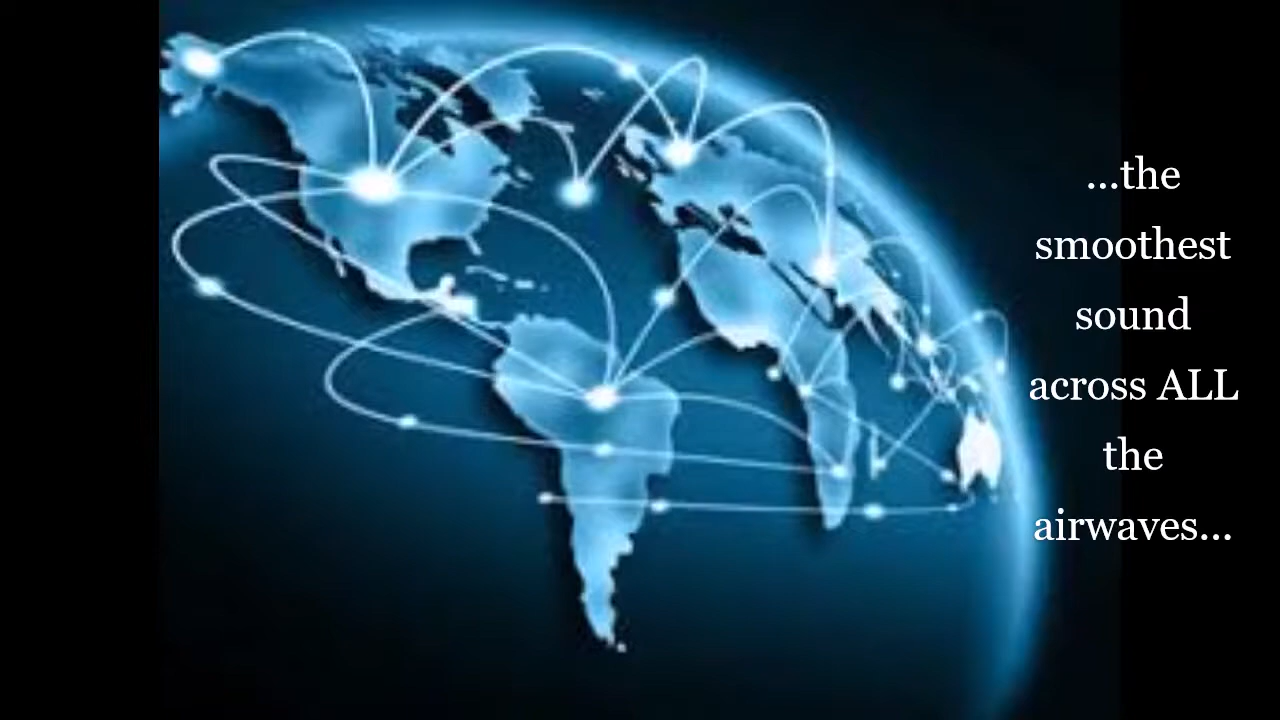 ...the
smoothest
sound
across ALL
the
airwaves...